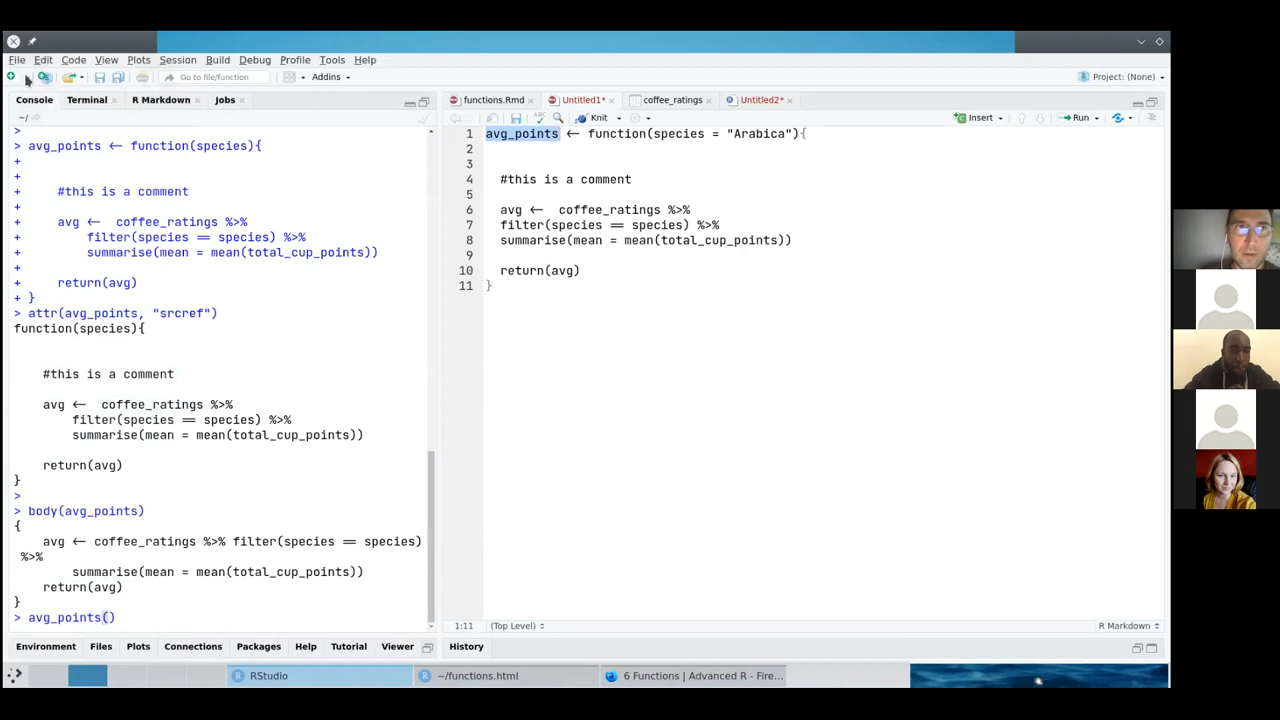 File Edit View Plots Session Build Debug Profile Tools Help
Go to file/function Addins Project: (None)
Console Terminal R Markdown Jobs
~/
>
> avg_points <- function(species){
+
+
+ #this is a comment
+
+ avg <- coffee_ratings %>%
+ filter(species == species) %>%
+ summarise(mean = mean(total_cup_points))
+
+ return(avg)
+ }
> attr(avg_points, "srcref")
function(species){
#this is a comment
avg <- coffee_ratings %>%
filter(species == species) %>%
summarise(mean = mean(total_cup_points))
return(avg)
}
>
> body(avg_points)
{
avg <- coffee_ratings %>% filter(species == species)
%>%
summarise(mean = mean(total_cup_points))
return(avg)
}
> avg_points()
functions.Rmd Untitled1* coffee_ratings Untitled2*
Knit Insert Run
1 avg_points <- function(species = "Arabica"){
2
3
4 #this is a comment
5
6 avg <- coffee_ratings %>%
7 filter(species == species) %>%
8 summarise(mean = mean(total_cup_points))
9
10 return(avg)
11 }
1:11 (Top Level) R Markdown
Environment Files Plots Connections Packages Help Tutorial Viewer
History
RStudio ~/functions.html 6 Functions | Advanced R - Fire...